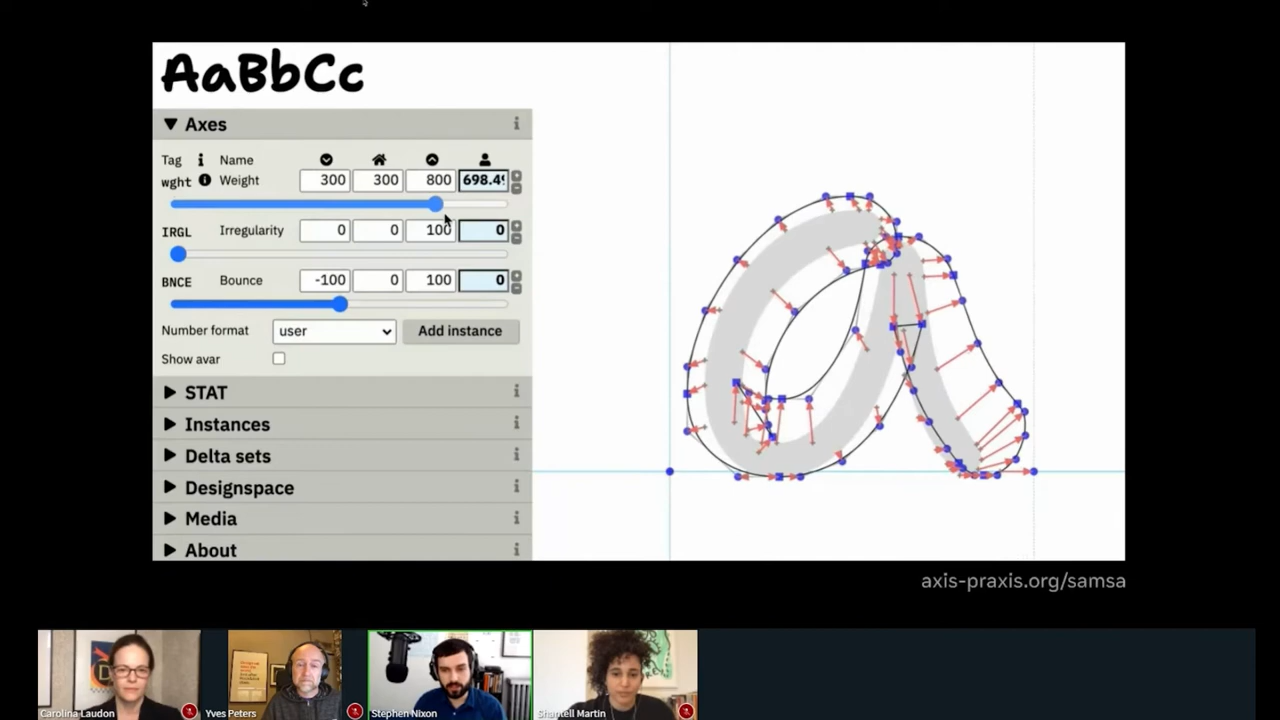 AaBbCc
Axes
Tag Name
wght Weight 300 300 800 698.49
IRGL Irregularity 0 0 100 0
BNCE Bounce -100 0 100 0
Number format user Add instance
Show avar
STAT
Instances
Delta sets
Designspace
Media
About
axis-praxis.org/samsa
Carolina Laudon Yves Peters Stephen Nixon Shantell Martin